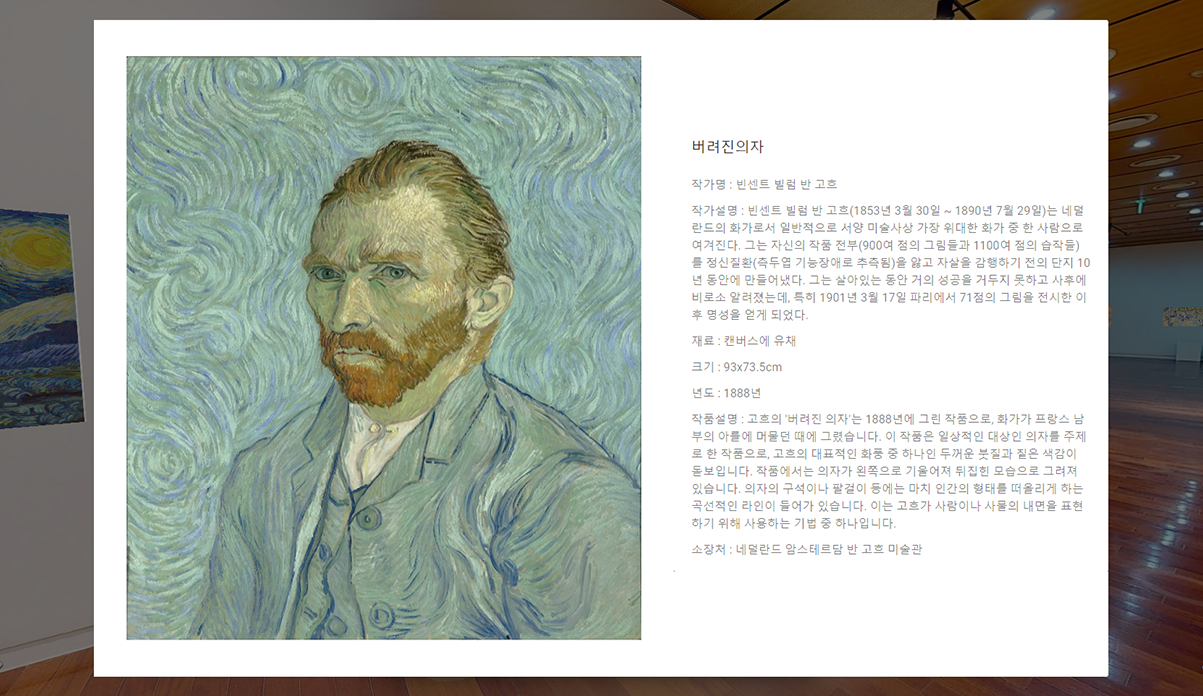 버려진의자
작가명 : 빈센트 빌럼 반 고흐
작가설명 : 빈센트 빌럼 반 고흐(1853년 3월 30일 ~ 1890년 7월 29일)는 네덜
란드의 화가로서 일반적으로 서양 미술사상 가장 위대한 화가 중 한 사람으로
여겨진다. 그는 자신의 작품 전부(900여 점의 그림들과 1100여 점의 습작들)
를 정신질환(측두엽 기능장애로 추측됨)을 앓고 자살을 감행하기 전의 단지 10
년 동안에 만들어냈다. 그는 살아있는 동안 거의 성공을 거두지 못하고 사후에
비로소 알려졌는데, 특히 1901년 3월 17일 파리에서 71점의 그림을 전시한 이
후 명성을 얻게 되었다.
재료 : 캔버스에 유채
크기 : 93x73.5cm
년도 : 1888년
작품설명 : 고흐의 '버려진 의자'는 1888년에 그린 작품으로, 화가가 프랑스 남
부의 아를에 머물던 때에 그렸습니다. 이 작품은 일상적인 대상인 의자를 주제
로 한 작품으로, 고흐의 대표적인 화풍 중 하나인 두꺼운 붓질과 짙은 색감이
돋보입니다. 작품에서는 의자가 왼쪽으로 기울어져 뒤집힌 모습으로 그려져
있습니다. 의자의 구석이나 팔걸이 등에는 마치 인간의 형태를 떠올리게 하는
곡선적인 라인이 들어가 있습니다. 이는 고흐가 사람이나 사물의 내면을 표현
하기 위해 사용하는 기법 중 하나입니다.
소장처 : 네덜란드 암스테르담 반 고흐 미술관